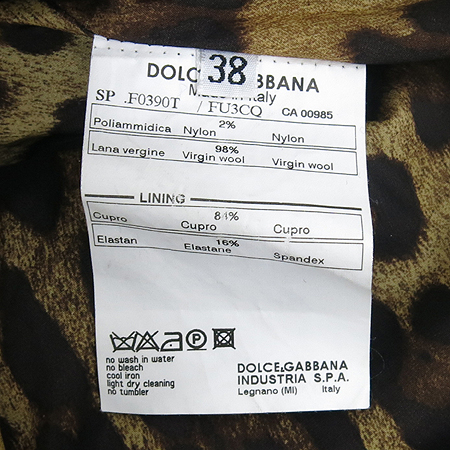 38
DOLC ABBANA
Made in Italy
SP .F0390T / FU3CQ CA 00985
Poliammidica Nylon 2% Nylon
Lana vergine Virgin wool 98% Virgin wool
LINING
Cupro Cupro 84% Cupro
Elastan Elastane 16% Spandex
no wash in water
no bleach
cool iron
light dry cleaning
no tumbler
DOLCE&GABBANA
INDUSTRIA S.P.A.
Legnano (MI) Italy